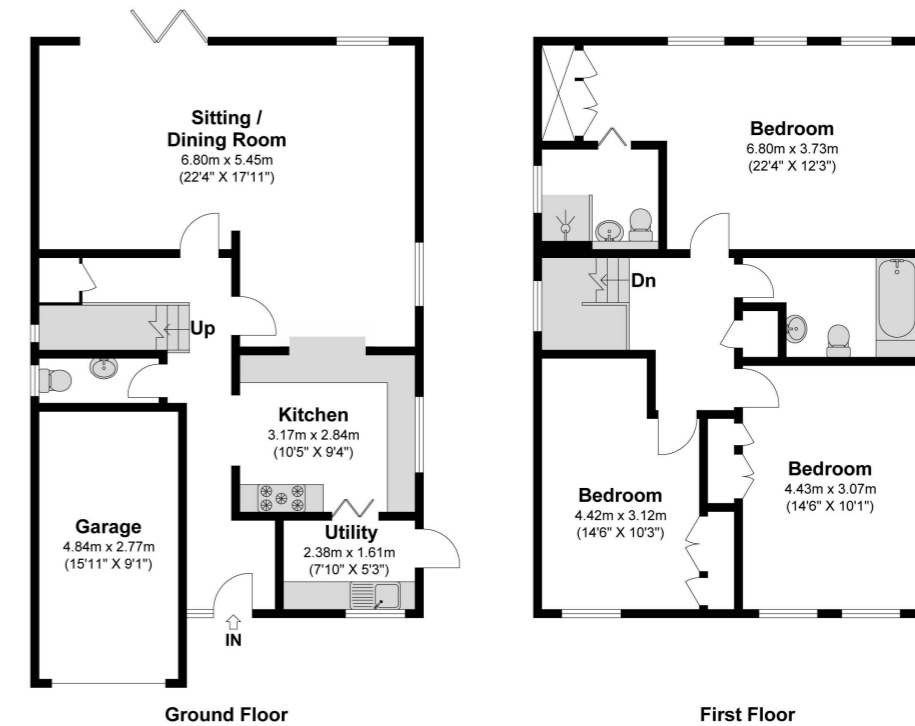 Sitting /
Dining Room
6.80m x 5.45m
(22'4" X 17'11")
Up
Kitchen
3.17m x 2.84m
(10'5" X 9'4")
Garage
4.84m x 2.77m
(15'11" X 9'1")
Utility
2.38m x 1.61m
(7'10" X 5'3")
IN
Ground Floor
Bedroom
6.80m x 3.73m
(22'4" X 12'3")
Dn
Bedroom
4.42m x 3.12m
(14'6" X 10'3")
Bedroom
4.43m x 3.07m
(14'6" X 10'1")
First Floor